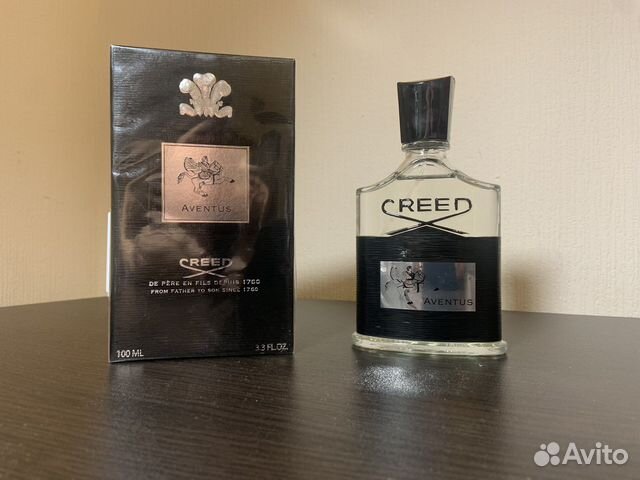 AVENTUS
CREED
DE PÈRE EN FILS DEPUIS 1760
FROM FATHER TO SON SINCE 1760
100 ML
3.3 FL.OZ.
CREED
AVENTUS
Avito